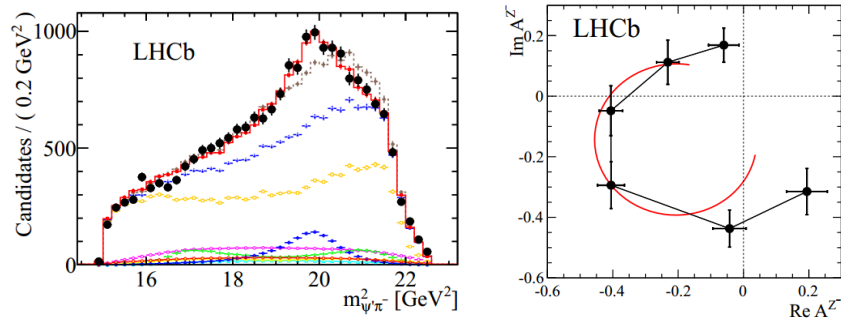 LHCb
1000
500
0
16
18
20
22
Candidates / ( 0.2 GeV²)
m²ψ'π⁻ [GeV²]
LHCb
0.2
0
-0.2
-0.4
-0.6
-0.6
-0.4
-0.2
0
0.2
Im A^Z⁻
Re A^Z⁻